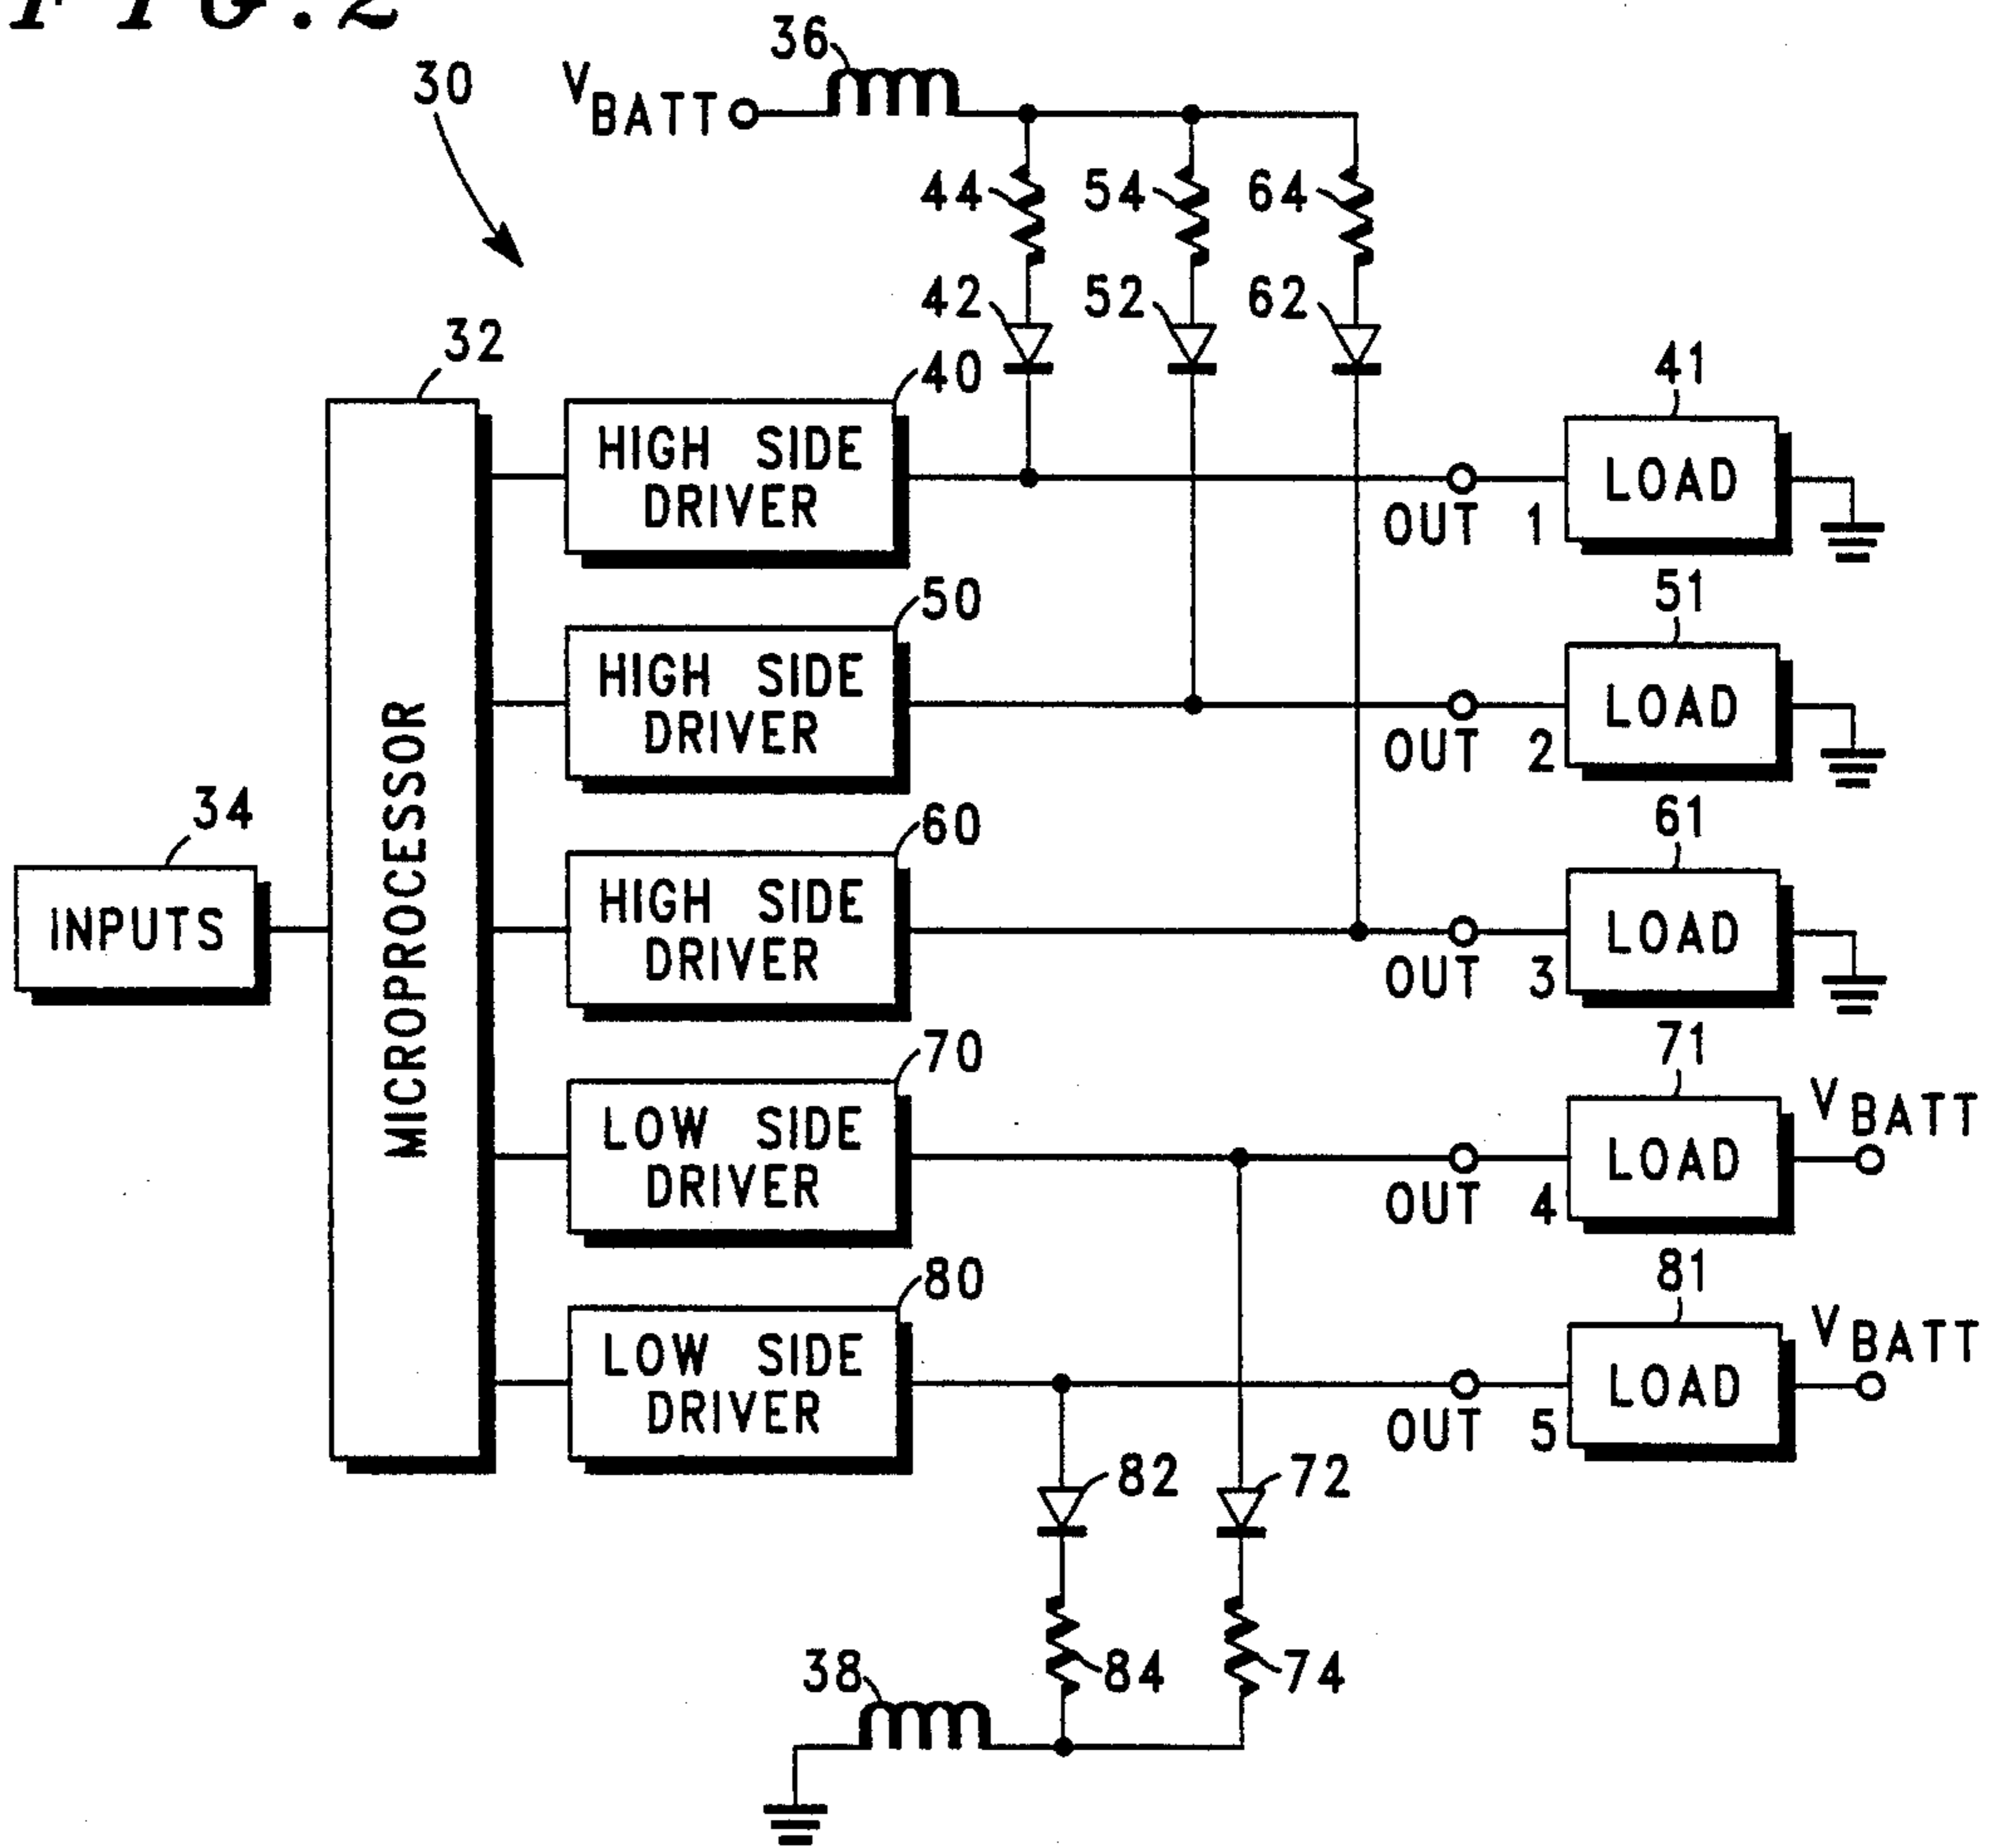 FIG.2
36
30
VBATT
44 54 64
42 52 62
32
40
41
HIGH SIDE
DRIVER
LOAD
OUT 1
50
51
HIGH SIDE
DRIVER
LOAD
OUT 2
MICROPROCESSOR
34
INPUTS
60
61
HIGH SIDE
DRIVER
LOAD
OUT 3
70
71
LOW SIDE
DRIVER
LOAD
VBATT
OUT 4
80
81
LOW SIDE
DRIVER
LOAD
VBATT
OUT 5
82 72
38
84 74